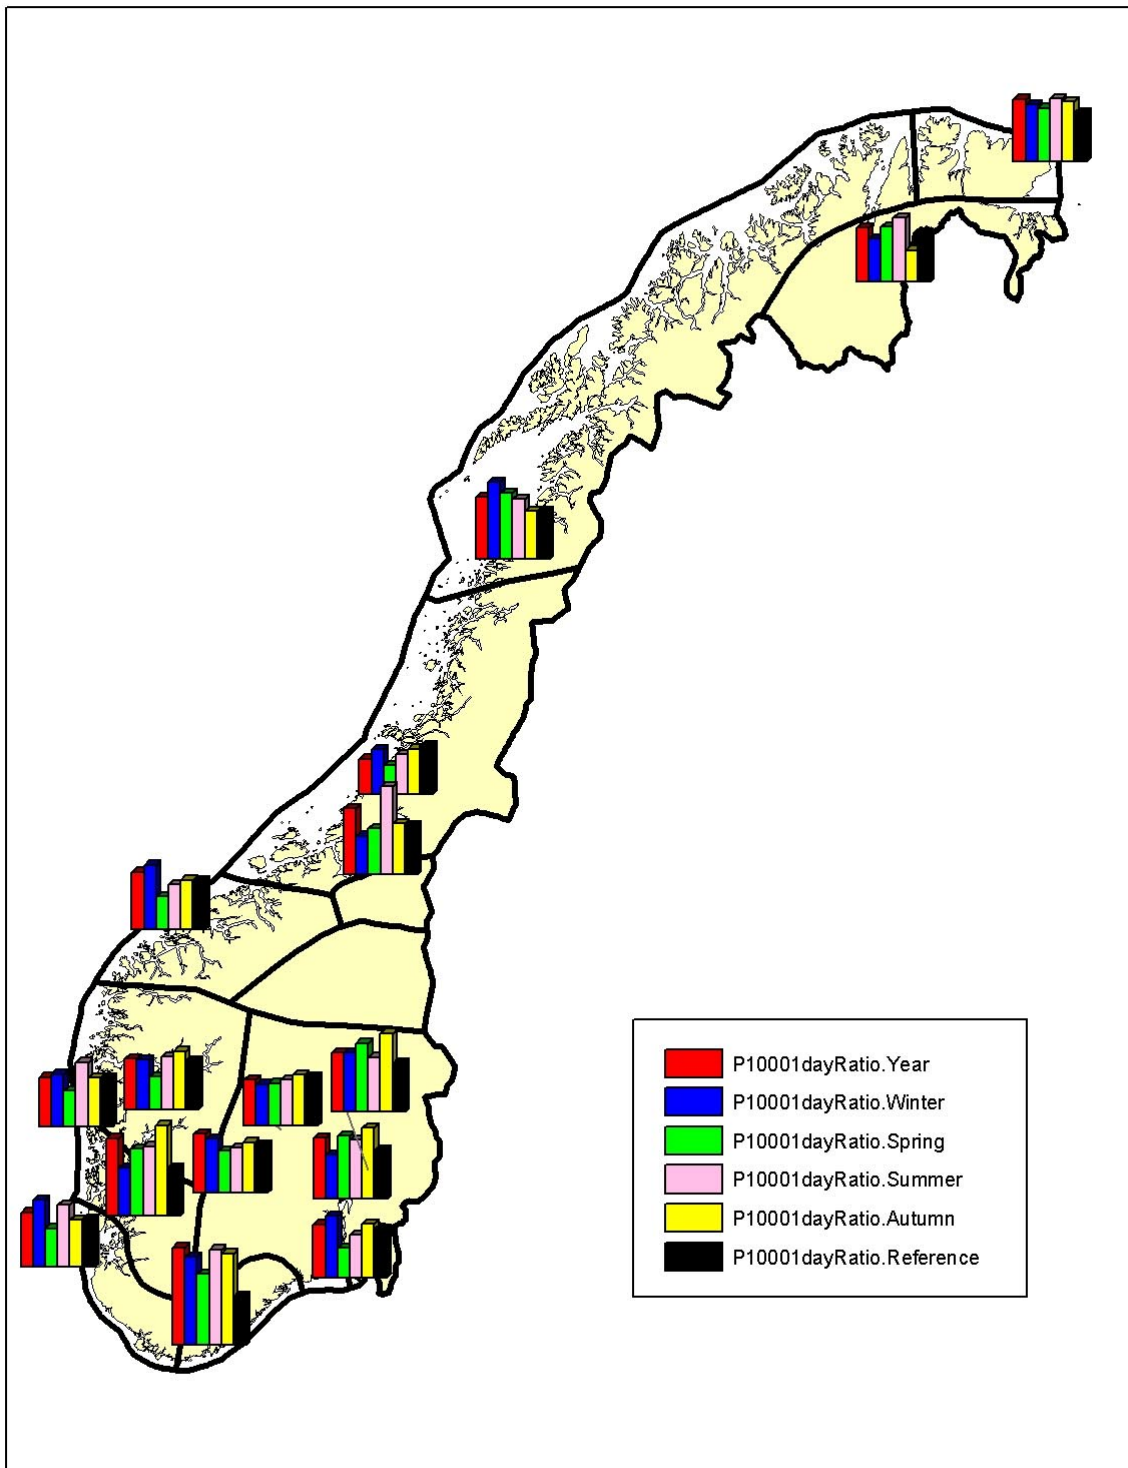 P10001dayRatio.Year
P10001dayRatio.Winter
P10001dayRatio.Spring
P10001dayRatio.Summer
P10001dayRatio.Autumn
P10001dayRatio.Reference